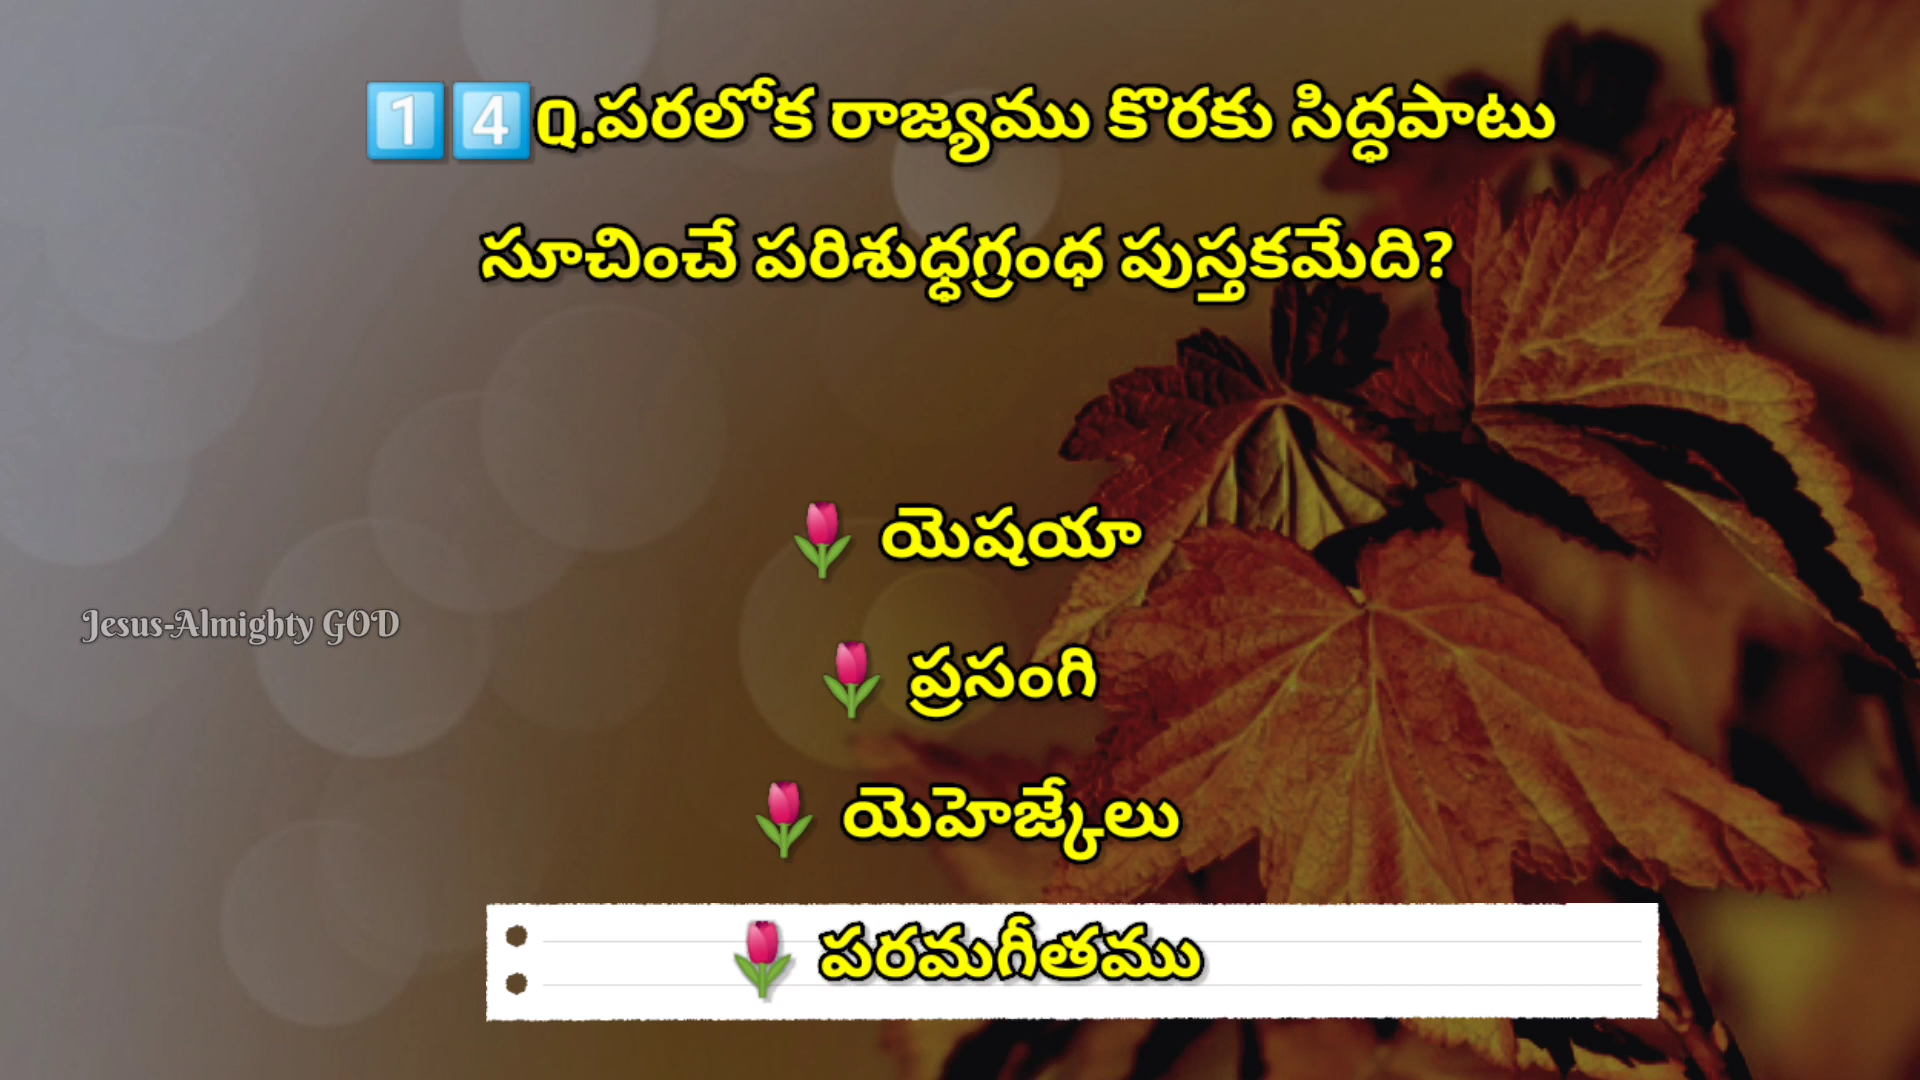 1️⃣4️⃣Q.పరలోక రాజ్యము కొరకు సిద్ధపాటు
సూచించే పరిశుధ్ధగ్రంధ పుస్తకమేది?
🌷 యెషయా
Jesus-Almighty GOD
🌷 ప్రసంగి
🌷 యెహెజ్కేలు
🌷 పరమగీతము